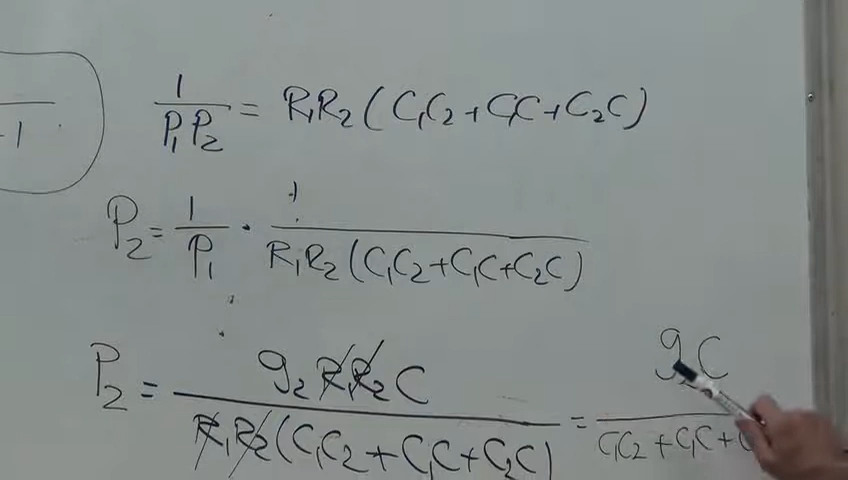 -1
1/(P₁P₂) = R₁R₂(C₁C₂+C₁C+C₂C)
P₂ = 1/P₁ · 1/(R₁R₂(C₁C₂+C₁C+C₂C))
P₂ = g₂R₁R₂C/(R₁R₂(C₁C₂+C₁C+C₂C)) = g₂C/(C₁C₂+C₁C+